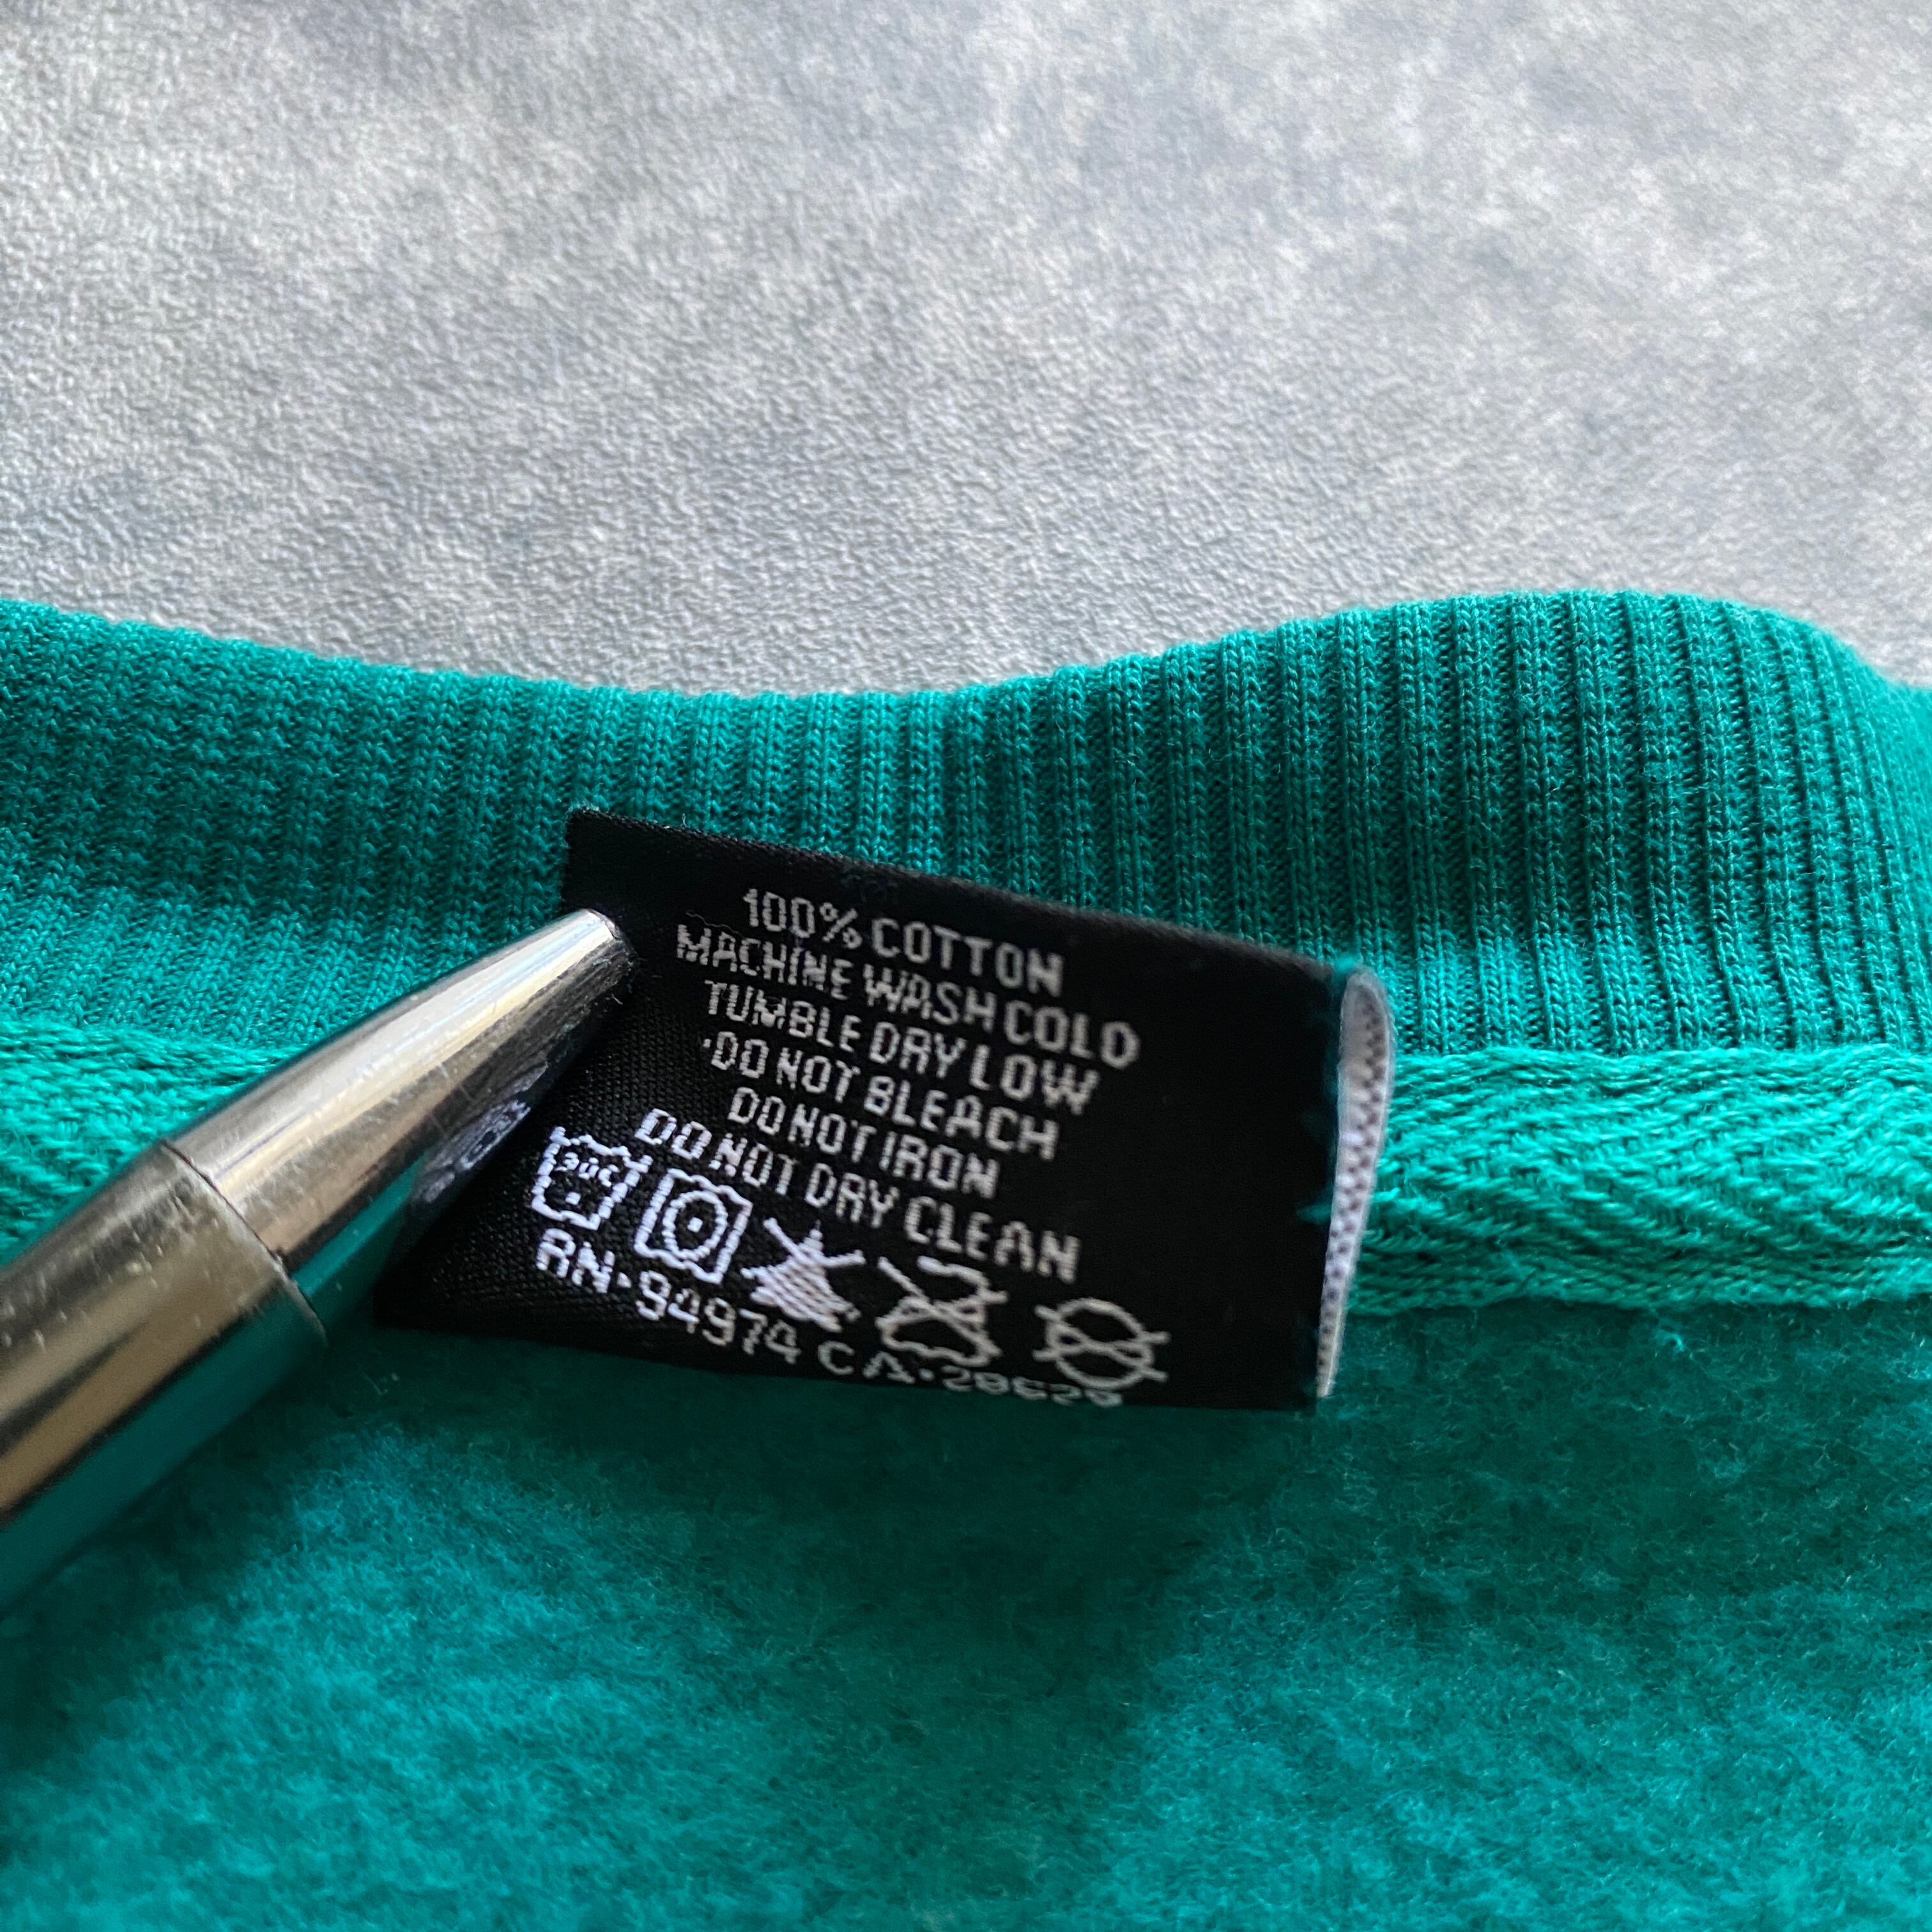 100% COTTON
MACHINE WASH COLD
TUMBLE DRY LOW
·DO NOT BLEACH
DO NOT IRON
DO NOT DRY CLEAN
30C
RN·94974 CA·